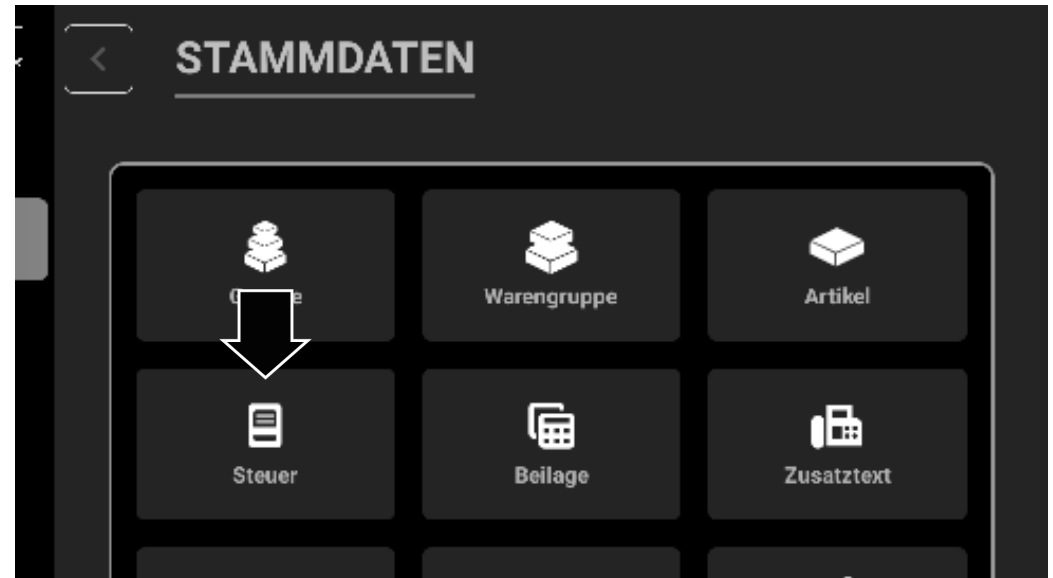 STAMMDATEN
Warengruppe
Artikel
Steuer
Beilage
Zusatztext